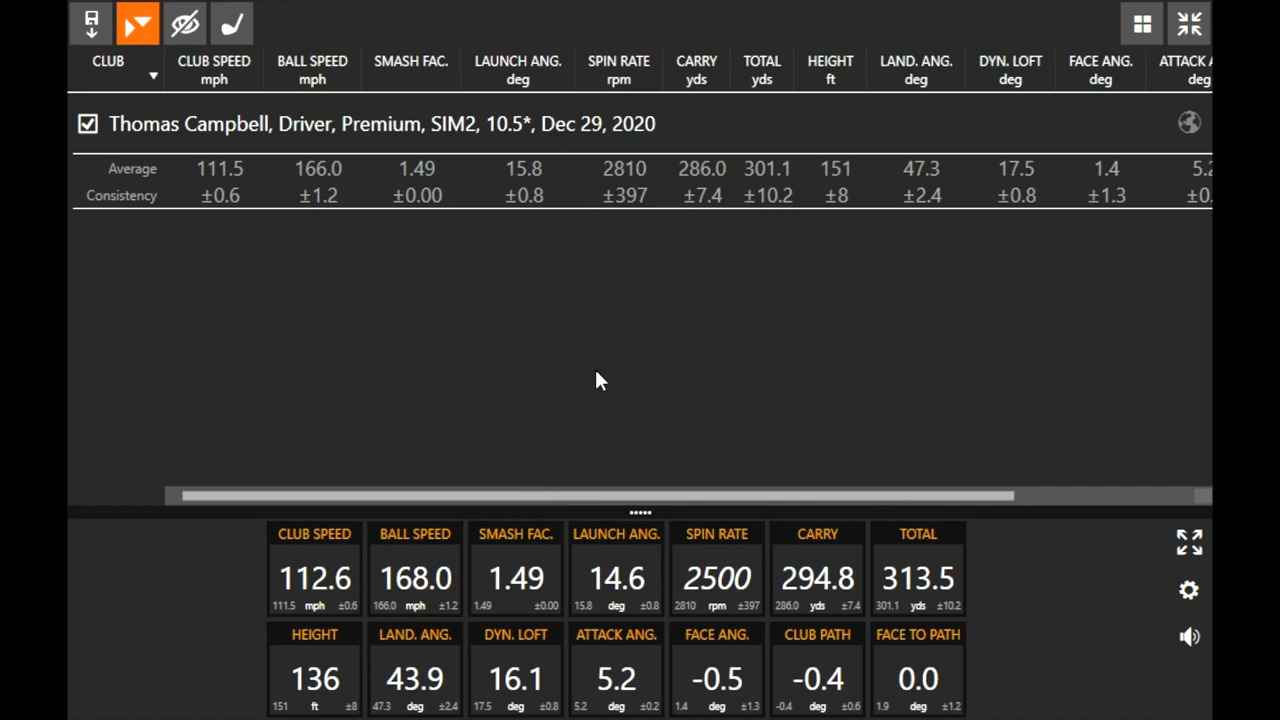 CLUB CLUB SPEED BALL SPEED SMASH FAC. LAUNCH ANG. SPIN RATE CARRY TOTAL HEIGHT LAND. ANG. DYN. LOFT FACE ANG. ATTACK A
mph mph deg rpm yds yds ft deg deg deg deg
Thomas Campbell, Driver, Premium, SIM2, 10.5*, Dec 29, 2020
Average 111.5 166.0 1.49 15.8 2810 286.0 301.1 151 47.3 17.5 1.4 5.2
Consistency ±0.6 ±1.2 ±0.00 ±0.8 ±397 ±7.4 ±10.2 ±8 ±2.4 ±0.8 ±1.3 ±0.
CLUB SPEED BALL SPEED SMASH FAC. LAUNCH ANG. SPIN RATE CARRY TOTAL
112.6 168.0 1.49 14.6 2500 294.8 313.5
111.5 mph ±0.6 166.0 mph ±1.2 1.49 ±0.00 15.8 deg ±0.8 2810 rpm ±397 286.0 yds ±7.4 301.1 yds ±10.2
HEIGHT LAND. ANG. DYN. LOFT ATTACK ANG. FACE ANG. CLUB PATH FACE TO PATH
136 43.9 16.1 5.2 -0.5 -0.4 0.0
151 ft ±8 47.3 deg ±2.4 17.5 deg ±0.8 5.2 deg ±0.2 1.4 deg ±1.3 -0.4 deg ±0.6 1.9 deg ±1.2